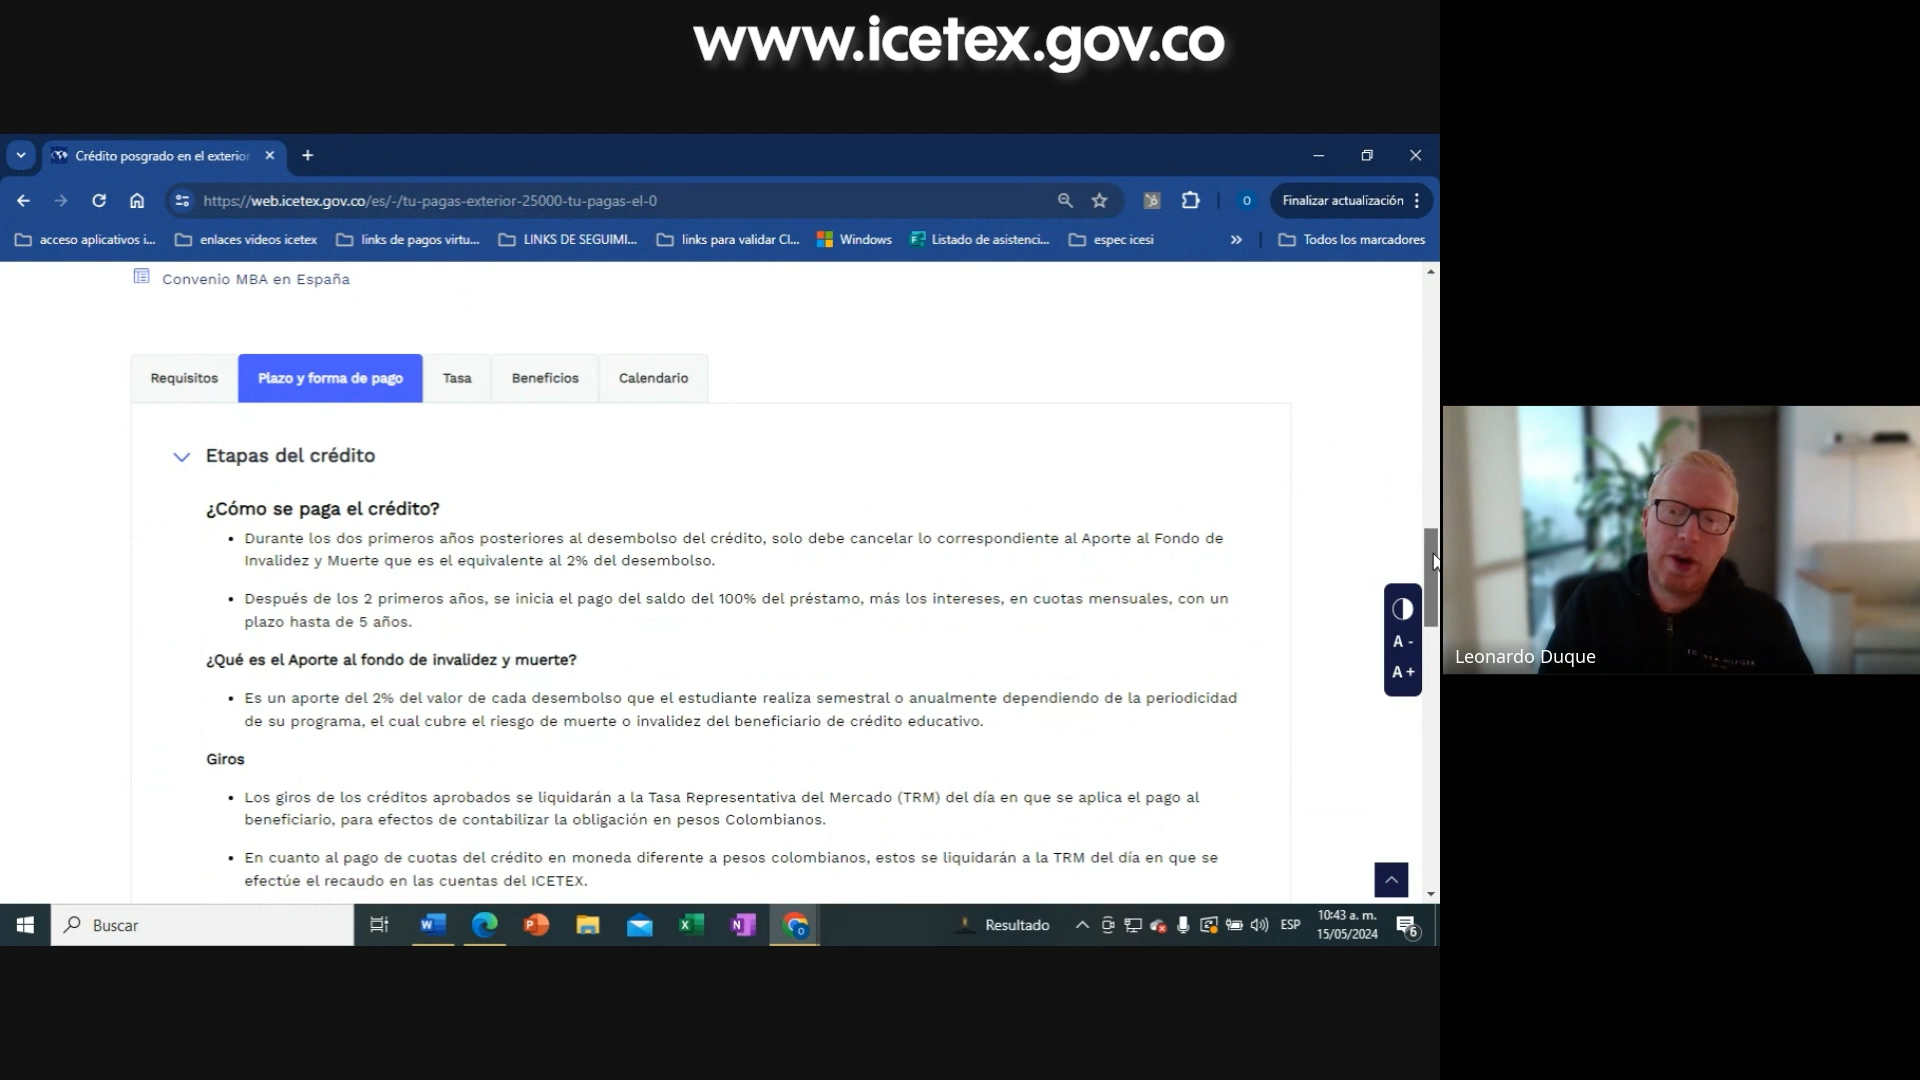 www.icetex.gov.co
Crédito posgrado en el exterior
https://web.icetex.gov.co/es/-/tu-pagas-exterior-25000-tu-pagas-el-0
Finalizar actualización
acceso aplicativos i...
enlaces videos icetex
links de pagos virtu...
LINKS DE SEGUIMI...
links para validar CI...
Windows
Listado de asistenci...
espec icesi
Todos los marcadores
Convenio MBA en España
Requisitos
Plazo y forma de pago
Tasa
Beneficios
Calendario
Etapas del crédito
¿Cómo se paga el crédito?
• Durante los dos primeros años posteriores al desembolso del crédito, solo debe cancelar lo correspondiente al Aporte al Fondo de
Invalidez y Muerte que es el equivalente al 2% del desembolso.
• Después de los 2 primeros años, se inicia el pago del saldo del 100% del préstamo, más los intereses, en cuotas mensuales, con un
plazo hasta de 5 años.
A -
A +
¿Qué es el Aporte al fondo de invalidez y muerte?
Leonardo Duque
• Es un aporte del 2% del valor de cada desembolso que el estudiante realiza semestral o anualmente dependiendo de la periodicidad
de su programa, el cual cubre el riesgo de muerte o invalidez del beneficiario de crédito educativo.
Giros
• Los giros de los créditos aprobados se liquidarán a la Tasa Representativa del Mercado (TRM) del día en que se aplica el pago al
beneficiario, para efectos de contabilizar la obligación en pesos Colombianos.
• En cuanto al pago de cuotas del crédito en moneda diferente a pesos colombianos, estos se liquidarán a la TRM del día en que se
efectúe el recaudo en las cuentas del ICETEX.
Buscar
Resultado
ESP
10:43 a. m.
15/05/2024
6